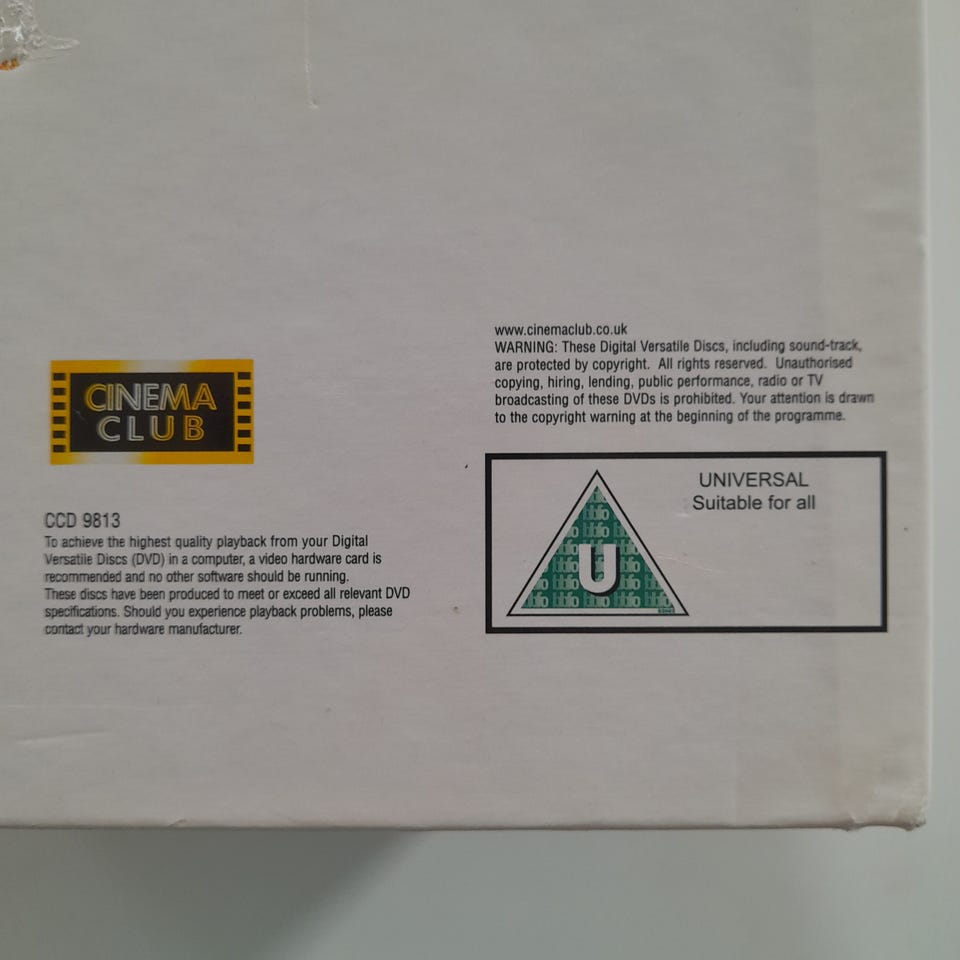 CINEMA
CLUB
CCD 9813
To achieve the highest quality playback from your Digital
Versatile Discs (DVD) in a computer, a video hardware card is
recommended and no other software should be running.
These discs have been produced to meet or exceed all relevant DVD
specifications. Should you experience playback problems, please
contact your hardware manufacturer.
www.cinemaclub.co.uk
WARNING: These Digital Versatile Discs, including sound-track,
are protected by copyright. All rights reserved. Unauthorised
copying, hiring, lending, public performance, radio or TV
broadcasting of these DVDs is prohibited. Your attention is drawn
to the copyright warning at the beginning of the programme.
U
UNIVERSAL
Suitable for all